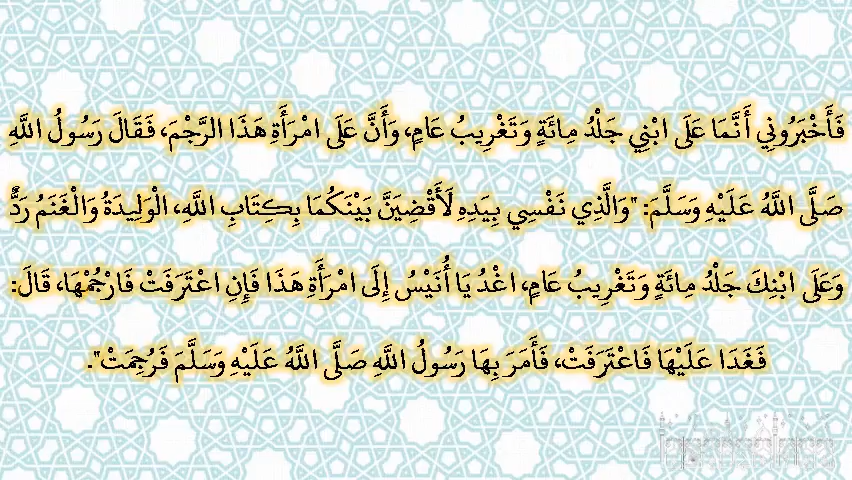 فَأَخْبَرُونِي أَنَّمَا عَلَى ابْنِي جَلْدُ مِائَةٍ وَتَغْرِيبُ عَامٍ، وَأَنَّ عَلَى امْرَأَةِ هَذَا الرَّجْمَ، فَقَالَ رَسُولُ اللَّهِ
صَلَّى اللَّهُ عَلَيْهِ وَسَلَّمَ: "وَالَّذِي نَفْسِي بِيَدِهِ لَأَقْضِيَنَّ بَيْنَكُمَا بِكِتَابِ اللَّهِ، الْوَلِيدَةُ وَالْغَنَمُ رَدٌّ
وَعَلَى ابْنِكَ جَلْدُ مِائَةٍ وَتَغْرِيبُ عَامٍ، اغْدُ يَا أُنَيْسُ إِلَى امْرَأَةِ هَذَا فَإِنِ اعْتَرَفَتْ فَارْجُمْهَا، قَالَ:
فَغَدَا عَلَيْهَا فَاعْتَرَفَتْ، فَأَمَرَ بِهَا رَسُولُ اللَّهِ صَلَّى اللَّهُ عَلَيْهِ وَسَلَّمَ فَرُجِمَتْ".